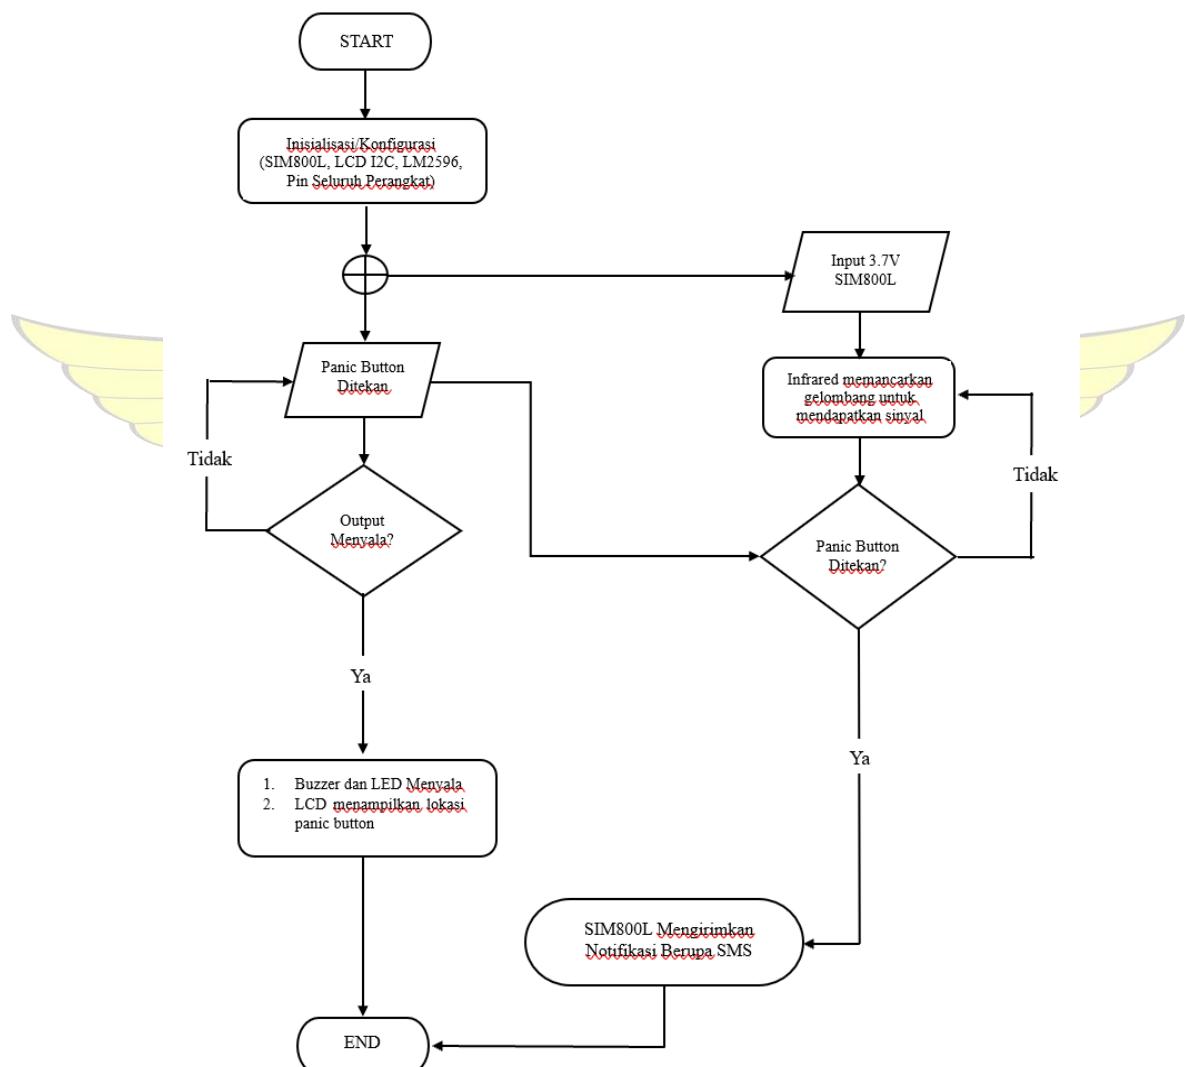 START
Inisialisasi/Konfigurasi
(SIM800L, LCD I2C, LM2596,
Pin Seluruh Perangkat)
Input 3.7V
SIM800L
Panic Button
Ditekan
Infrared memancarkan
gelombang untuk
mendapatkan sinyal
Tidak
Tidak
Output
Menyala?
Panic Button
Ditekan?
Ya
Ya
1. Buzzer dan LED Menyala
2. LCD menampilkan lokasi
panic button
SIM800L Mengirimkan
Notifikasi Berupa SMS
END